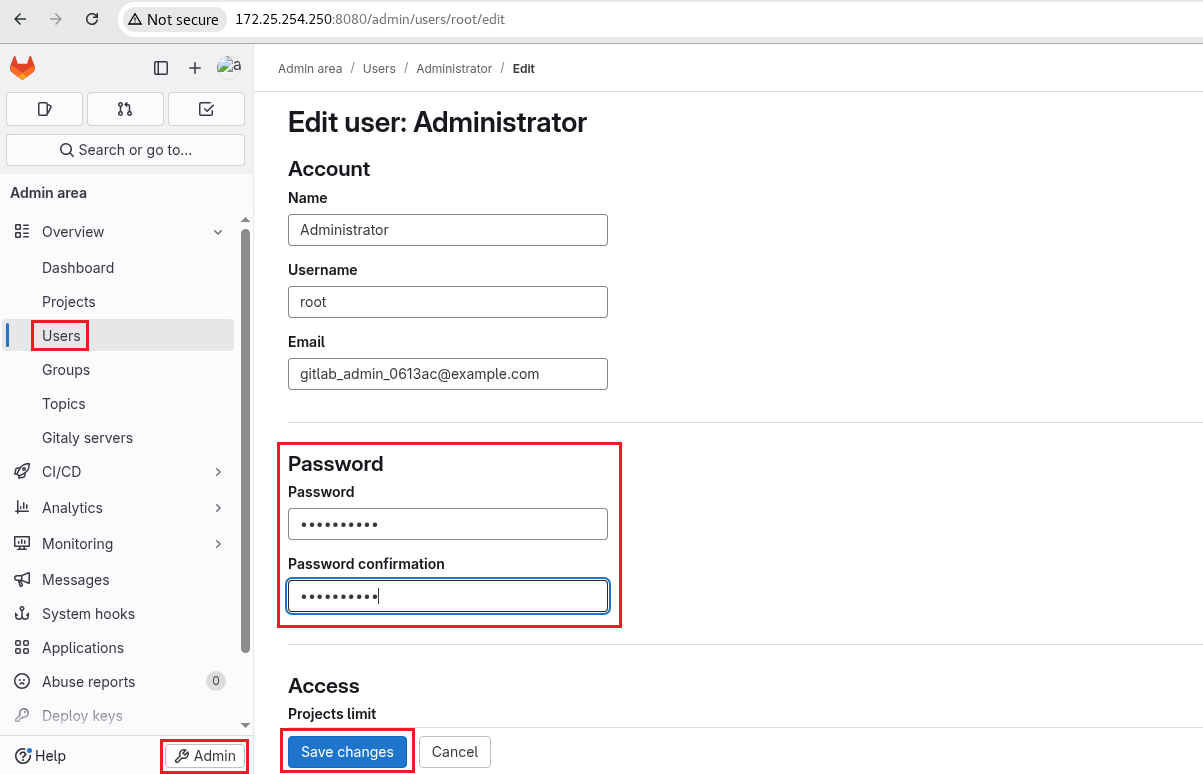 Not secure 172.25.254.250:8080/admin/users/root/edit
a
Admin area / Users / Administrator / Edit
Search or go to...
Admin area
Overview
Dashboard
Projects
Users
Groups
Topics
Gitaly servers
CI/CD
Analytics
Monitoring
Messages
System hooks
Applications
Abuse reports 0
Deploy keys
Help
Admin
Edit user: Administrator
Account
Name
Administrator
Username
root
Email
gitlab_admin_0613ac@example.com
Password
Password
••••••••••
Password confirmation
••••••••••
Access
Projects limit
Save changes Cancel